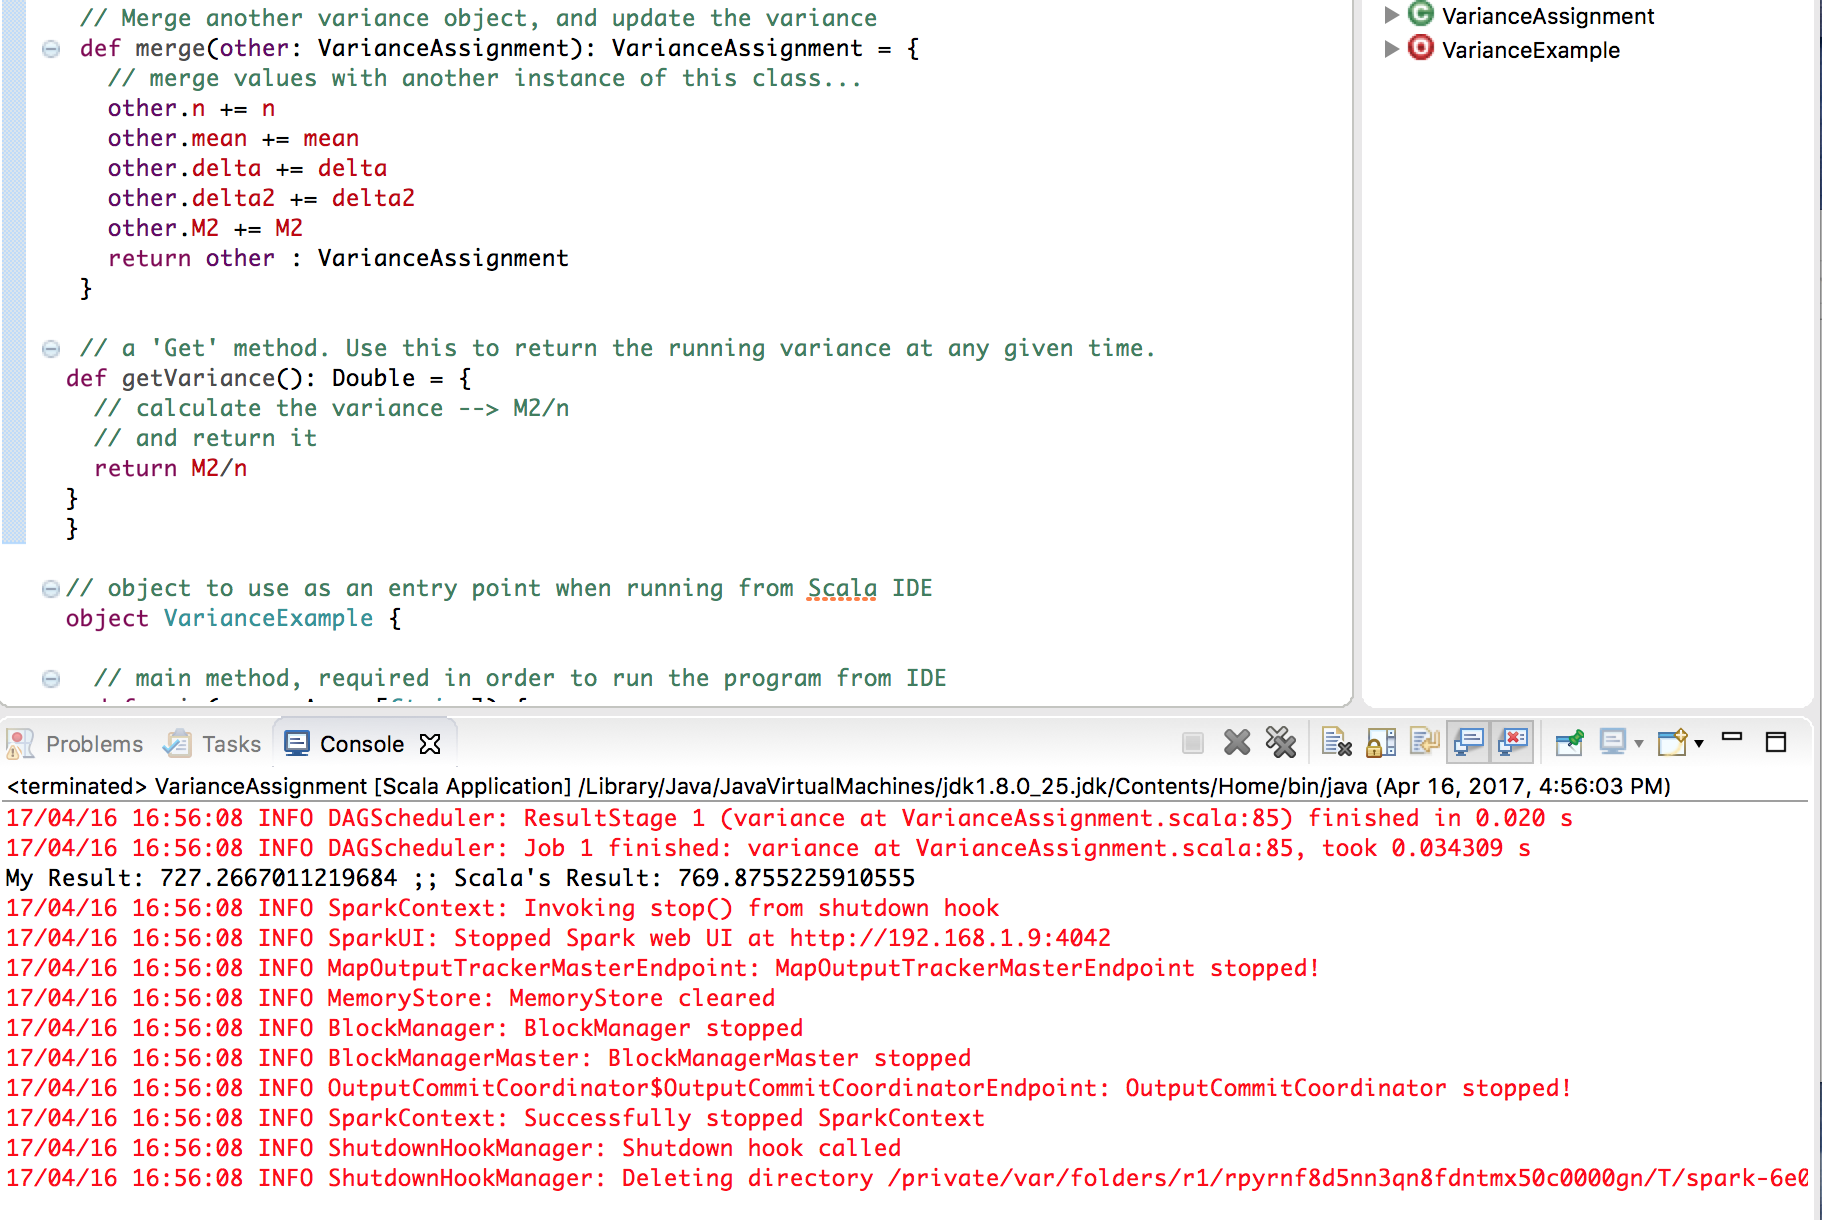 // Merge another variance object, and update the variance
def merge(other: VarianceAssignment): VarianceAssignment = {
// merge values with another instance of this class...
other.n += n
other.mean += mean
other.delta += delta
other.delta2 += delta2
other.M2 += M2
return other : VarianceAssignment
}
// a 'Get' method. Use this to return the running variance at any given time.
def getVariance(): Double = {
// calculate the variance --> M2/n
// and return it
return M2/n
}
}
// object to use as an entry point when running from Scala IDE
object VarianceExample {
// main method, required in order to run the program from IDE
VarianceAssignment
VarianceExample
Problems Tasks Console
<terminated> VarianceAssignment [Scala Application] /Library/Java/JavaVirtualMachines/jdk1.8.0_25.jdk/Contents/Home/bin/java (Apr 16, 2017, 4:56:03 PM)
17/04/16 16:56:08 INFO DAGScheduler: ResultStage 1 (variance at VarianceAssignment.scala:85) finished in 0.020 s
17/04/16 16:56:08 INFO DAGScheduler: Job 1 finished: variance at VarianceAssignment.scala:85, took 0.034309 s
My Result: 727.2667011219684 ;; Scala's Result: 769.8755225910555
17/04/16 16:56:08 INFO SparkContext: Invoking stop() from shutdown hook
17/04/16 16:56:08 INFO SparkUI: Stopped Spark web UI at http://192.168.1.9:4042
17/04/16 16:56:08 INFO MapOutputTrackerMasterEndpoint: MapOutputTrackerMasterEndpoint stopped!
17/04/16 16:56:08 INFO MemoryStore: MemoryStore cleared
17/04/16 16:56:08 INFO BlockManager: BlockManager stopped
17/04/16 16:56:08 INFO BlockManagerMaster: BlockManagerMaster stopped
17/04/16 16:56:08 INFO OutputCommitCoordinator$OutputCommitCoordinatorEndpoint: OutputCommitCoordinator stopped!
17/04/16 16:56:08 INFO SparkContext: Successfully stopped SparkContext
17/04/16 16:56:08 INFO ShutdownHookManager: Shutdown hook called
17/04/16 16:56:08 INFO ShutdownHookManager: Deleting directory /private/var/folders/r1/rpyrnf8d5nn3qn8fdntmx50c0000gn/T/spark-6e0